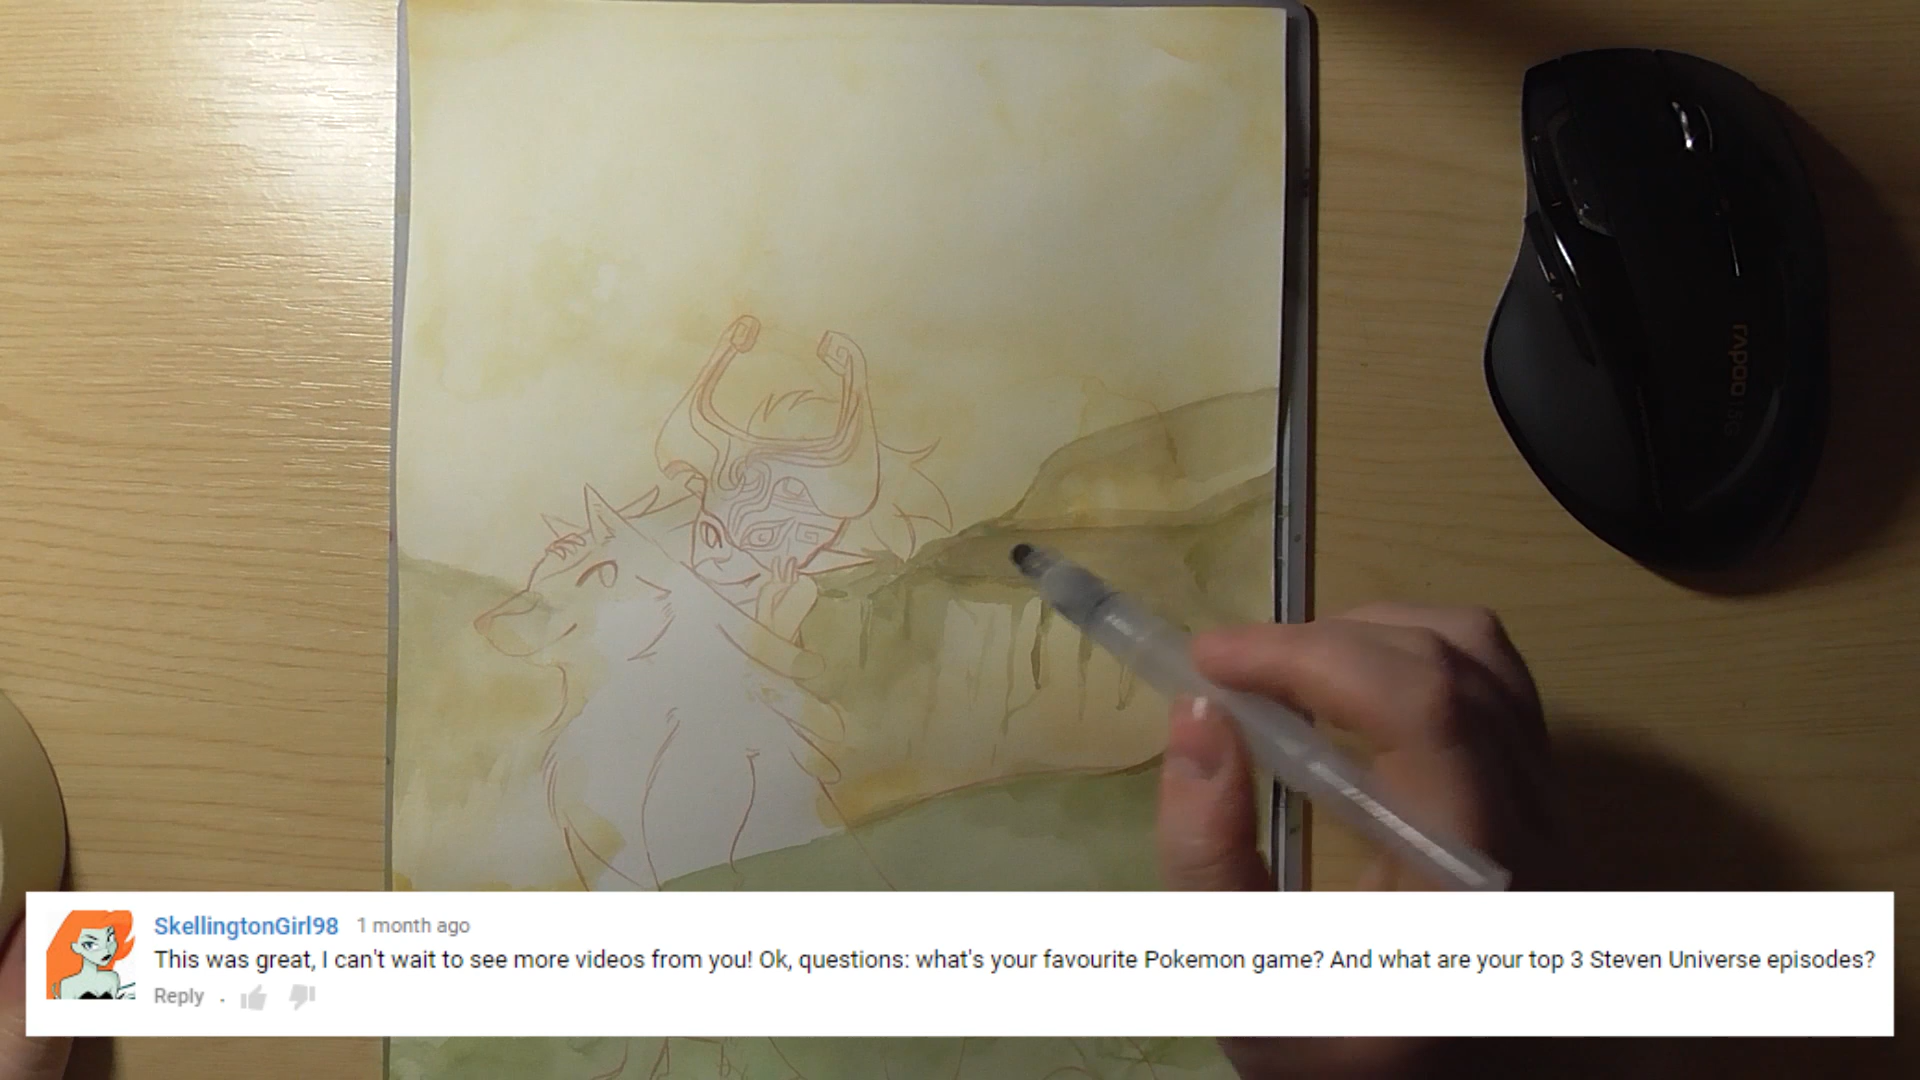 rapoo
SkellingtonGirl98 1 month ago
This was great, I can't wait to see more videos from you! Ok, questions: what's your favourite Pokemon game? And what are your top 3 Steven Universe episodes?
Reply .